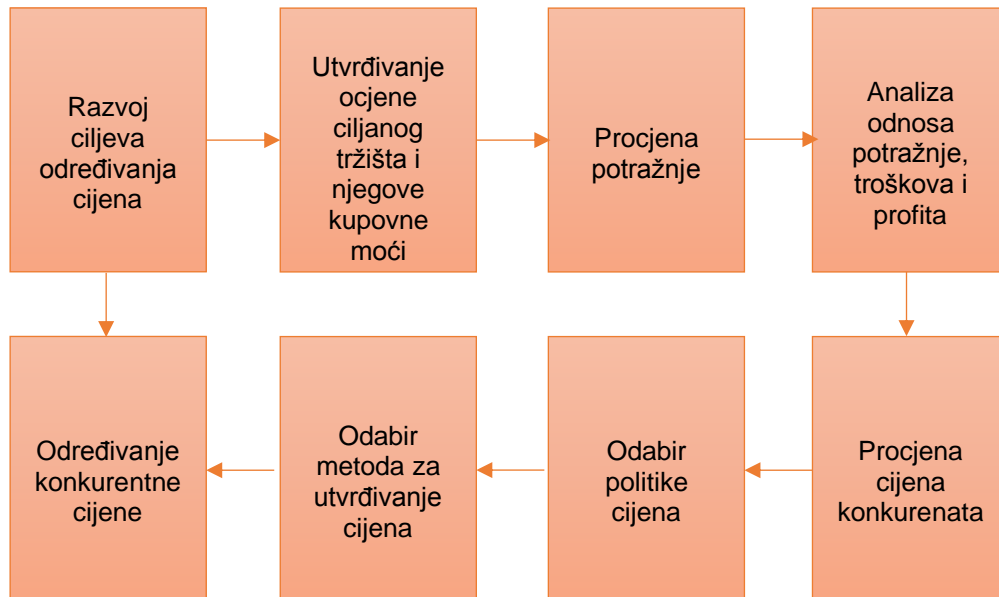 Razvoj
ciljeva
određivanja
cijena
Utvrđivanje
ocjene
ciljanog
tržišta i
njegove
kupovne
moći
Procjena
potražnje
Analiza
odnosa
potražnje,
troškova i
profita
Određivanje
konkurentne
cijene
Odabir
metoda za
utvrđivanje
cijena
Odabir
politike
cijena
Procjena
cijena
konkurenata